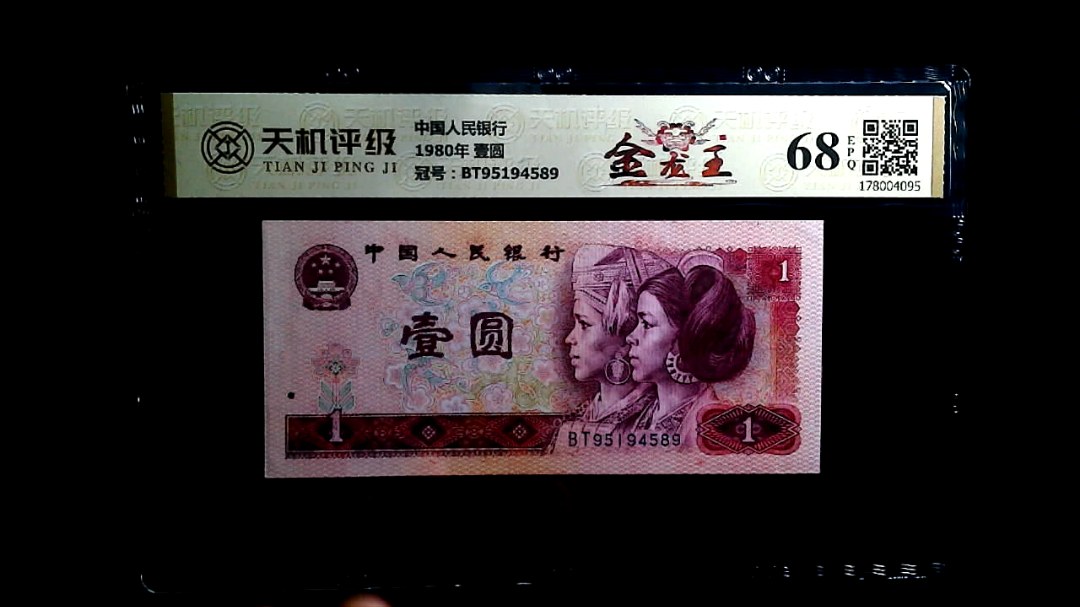 天机评级
TIAN JI PING JI
中国人民银行
1980年 壹圆
冠号：BT95194589
金龙王
68
EPQ
178004095
中国人民银行
1
壹圆
1
BT95194589
1